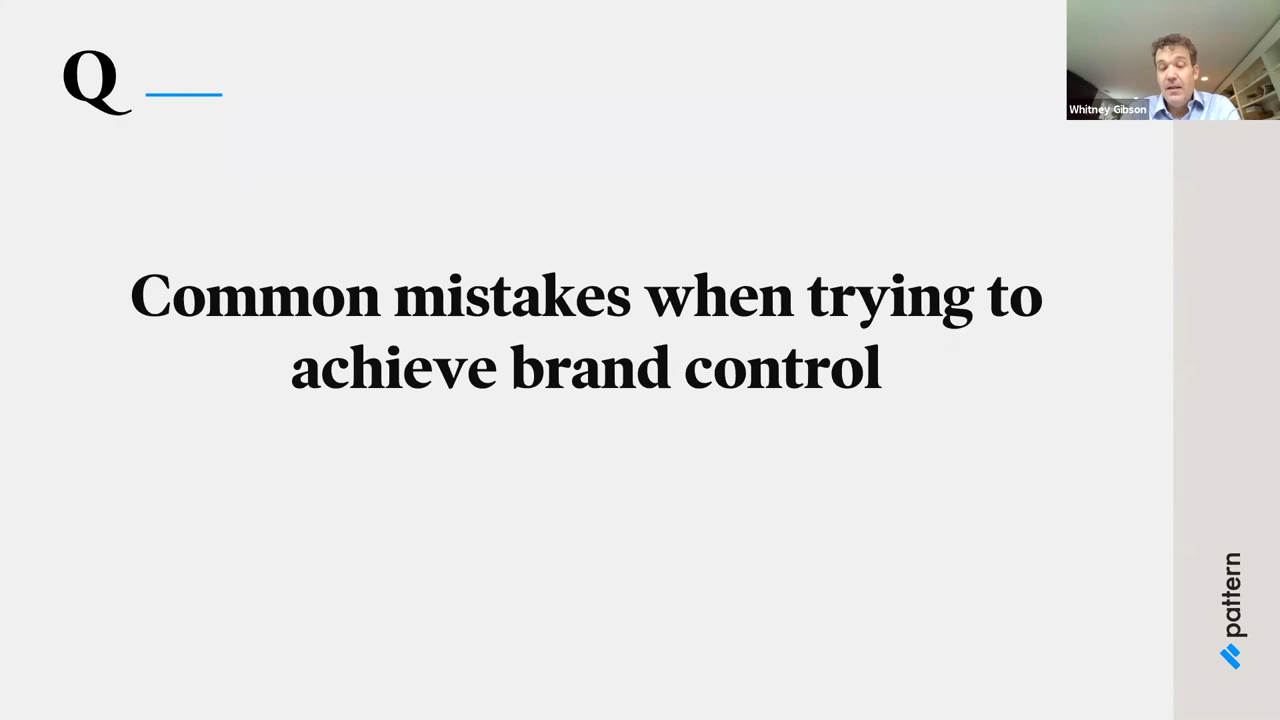 Q
Whitney Gibson
Common mistakes when trying to
achieve brand control
pattern